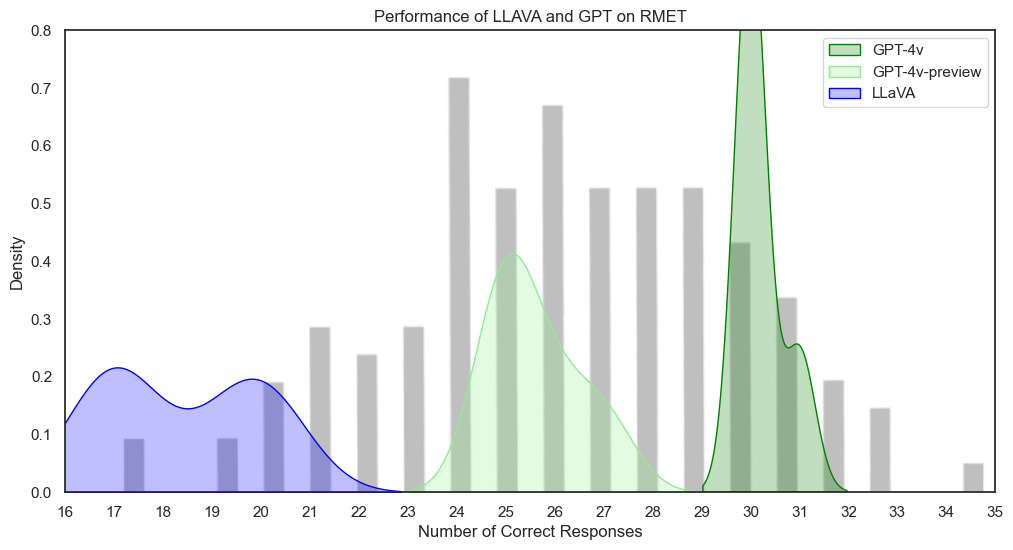 Performance of LLAVA and GPT on RMET
0.8
0.7
0.6
0.5
0.4
0.3
0.2
0.1
0.0
Density
GPT-4v
GPT-4v-preview
LLaVA
16 17 18 19 20 21 22 23 24 25 26 27 28 29 30 31 32 33 34 35
Number of Correct Responses